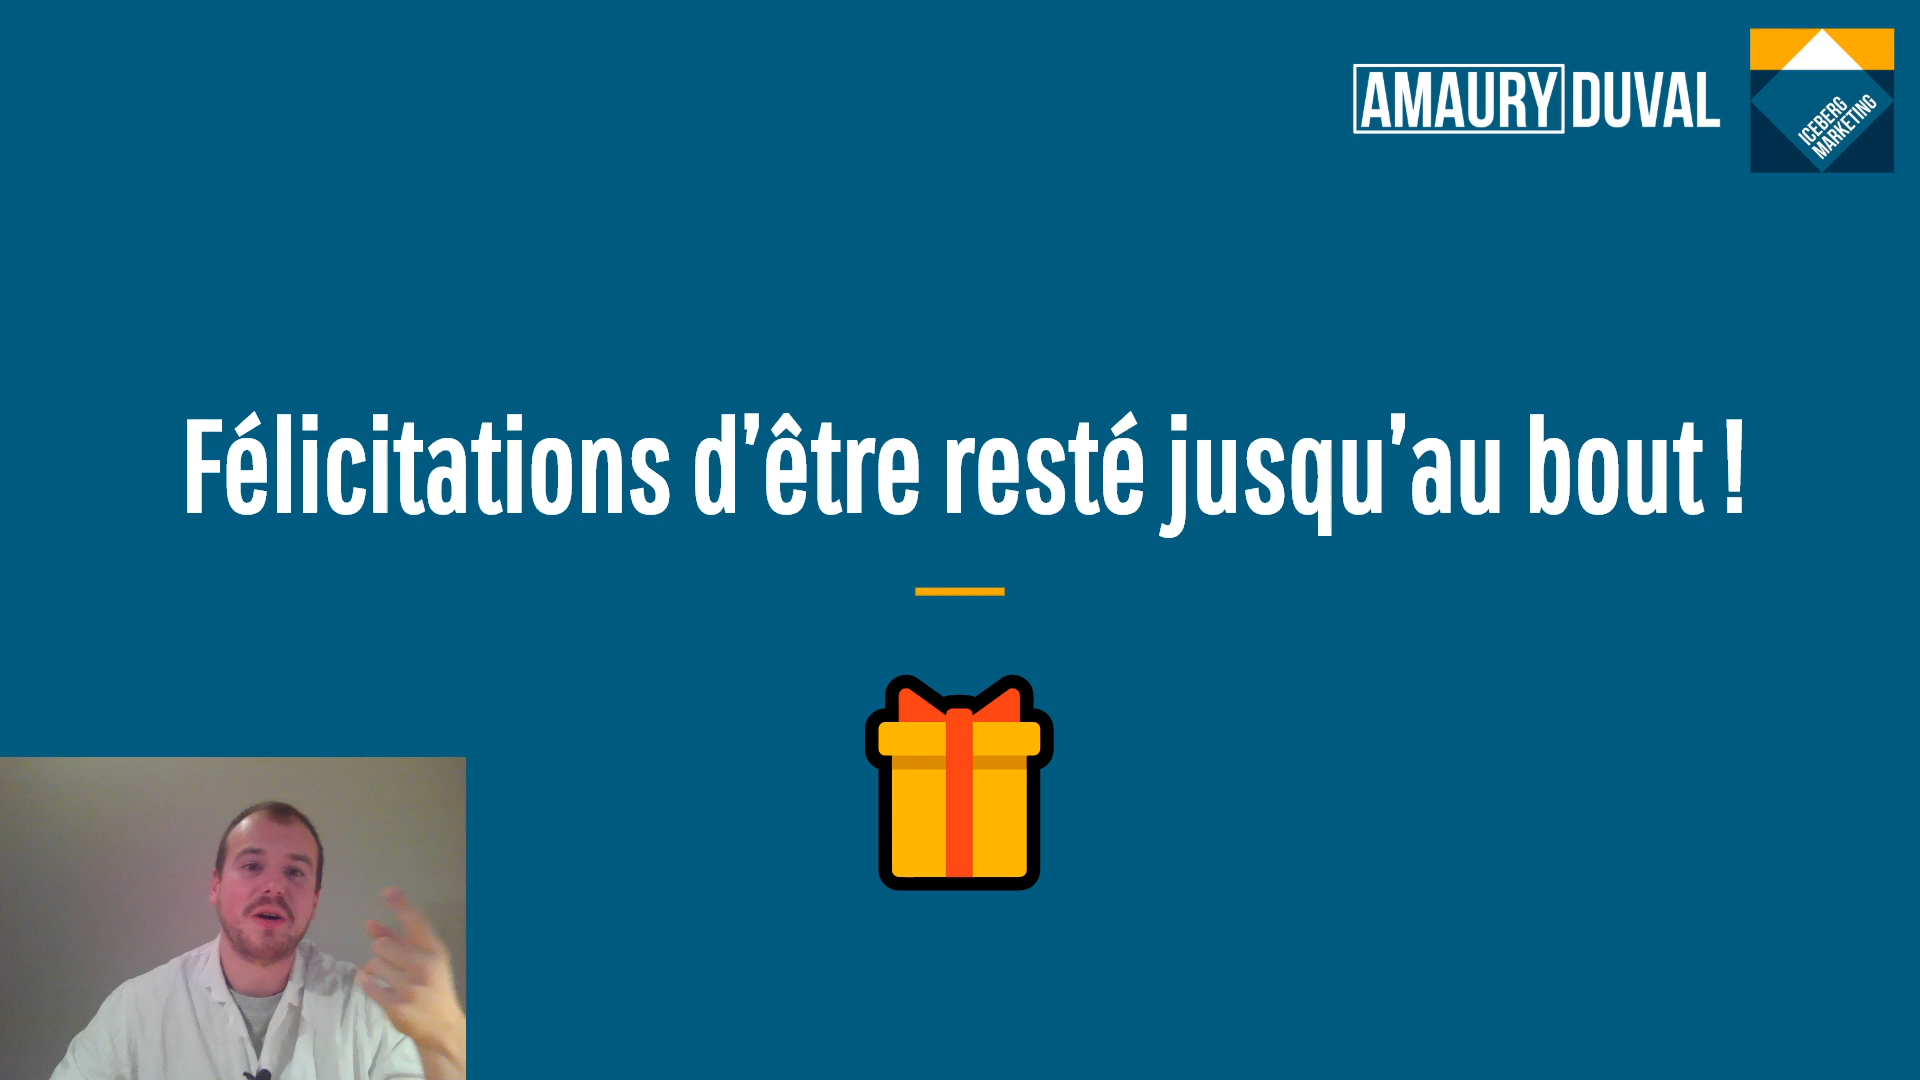 AMAURY DUVAL
ICEBERG
MARKETING
Félicitations d’être resté jusqu’au bout !